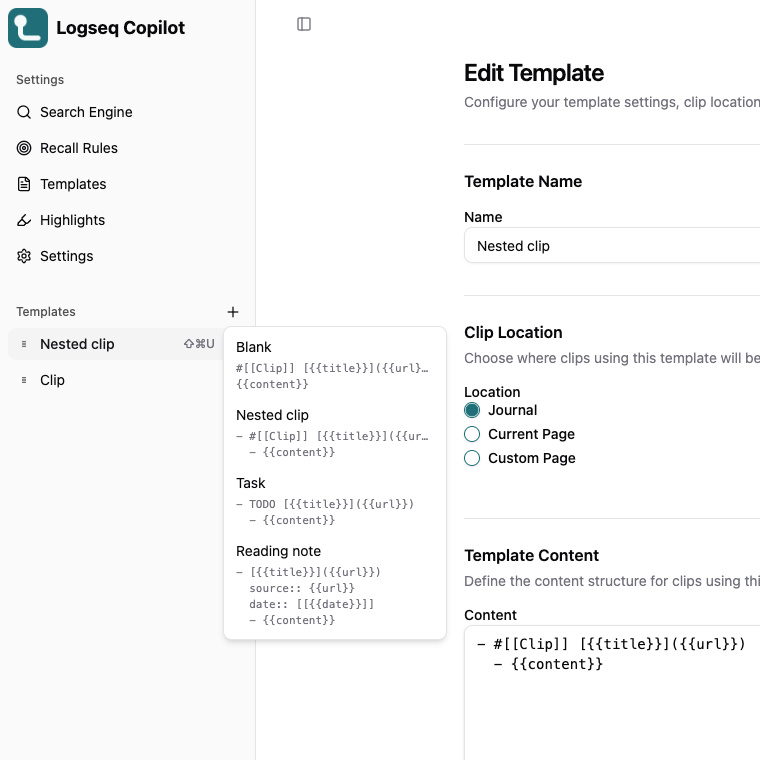 Logseq Copilot
Settings
Search Engine
Recall Rules
Templates
Highlights
Settings
Templates
Nested clip ⇧⌘U
Clip
Blank
#[[Clip]] [{{title}}]({{url}…
{{content}}
Nested clip
– #[[Clip]] [{{title}}]({{ur…
– {{content}}
Task
– TODO [{{title}}]({{url}})
– {{content}}
Reading note
– [{{title}}]({{url}})
source:: {{url}}
date:: [[{{date}}]]
– {{content}}
Edit Template
Configure your template settings, clip location
Template Name
Name
Nested clip
Clip Location
Choose where clips using this template will be
Location
Journal
Current Page
Custom Page
Template Content
Define the content structure for clips using thi
Content
– #[[Clip]] [{{title}}]({{url}})
– {{content}}